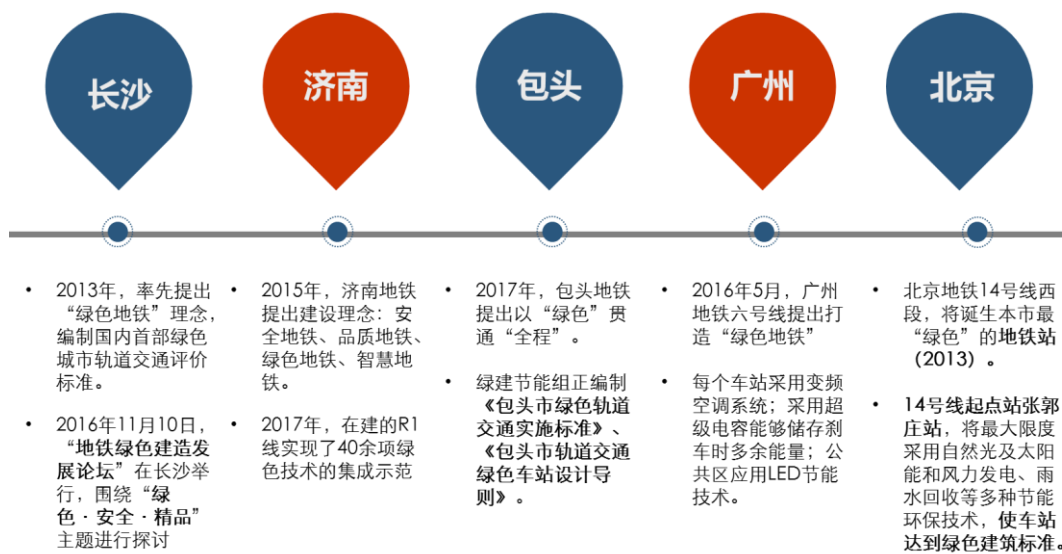 长沙
济南
包头
广州
北京
• 2013年，率先提出
“绿色地铁”理念，
编制国内首部绿色
城市轨道交通评价
标准。
• 2016年11月10日，
“地铁绿色建造发
展论坛”在长沙举
行，围绕“绿
色·安全·精品”
主题进行探讨
• 2015年，济南地铁
提出建设理念：安
全地铁、品质地铁、
绿色地铁、智慧地
铁。
• 2017年，在建的R1
线实现了40余项绿
色技术的集成示范
• 2017年，包头地铁
提出以“绿色”贯
通“全程”。
• 绿建节能组正编制
《包头市绿色轨道
交通实施标准》、
《包头市轨道交通
绿色车站设计导
则》。
• 2016年5月，广州
地铁六号线提出打
造“绿色地铁”
• 每个车站采用变频
空调系统；采用超
级电容能够储存刹
车时多余能量；公
共区应用LED节能
技术。
• 北京地铁14号线西
段，将诞生本市最
“绿色”的地铁站
（2013）。
• 14号线起点站张郭
庄站，将最大限度
采用自然光及太阳
能和风力发电、雨
水回收等多种节能
环保技术，使车站
达到绿色建筑标准。